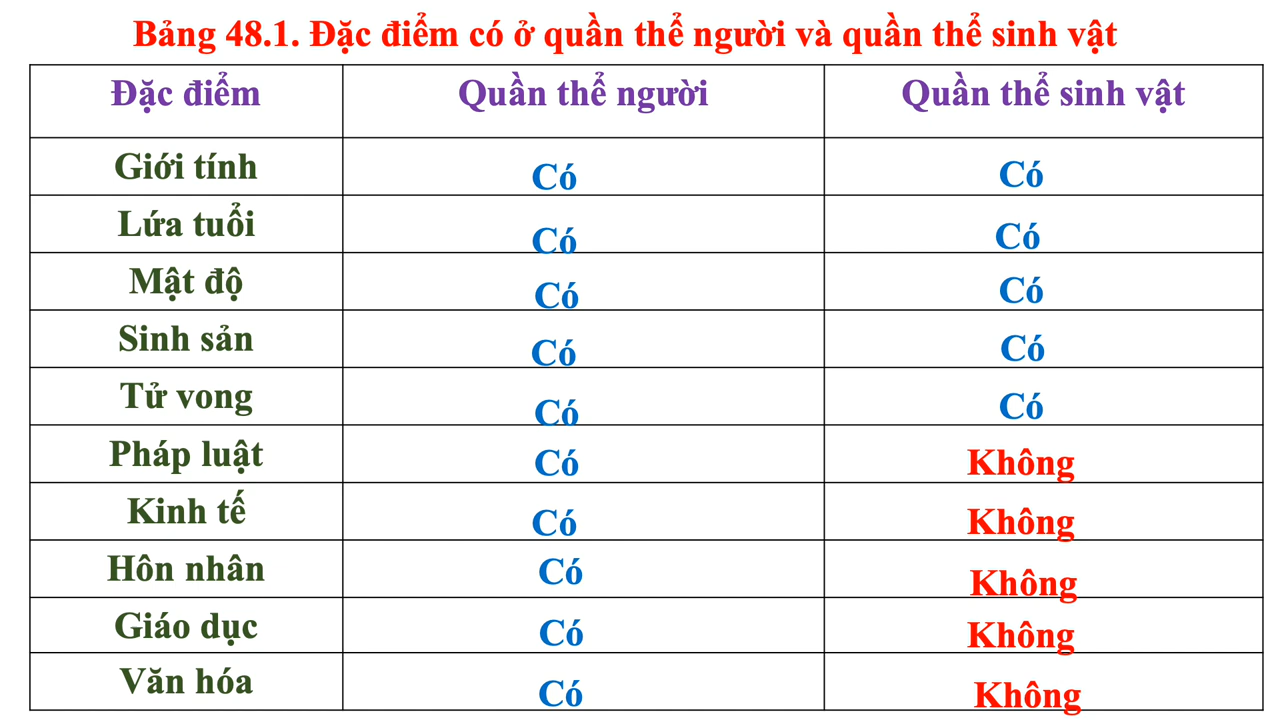 Bảng 48.1. Đặc điểm có ở quần thể người và quần thể sinh vật
Đặc điểm Quần thể người Quần thể sinh vật
Giới tính Có Có
Lứa tuổi Có Có
Mật độ Có Có
Sinh sản Có Có
Tử vong Có Có
Pháp luật Có Không
Kinh tế Có Không
Hôn nhân Có Không
Giáo dục Có Không
Văn hóa Có Không